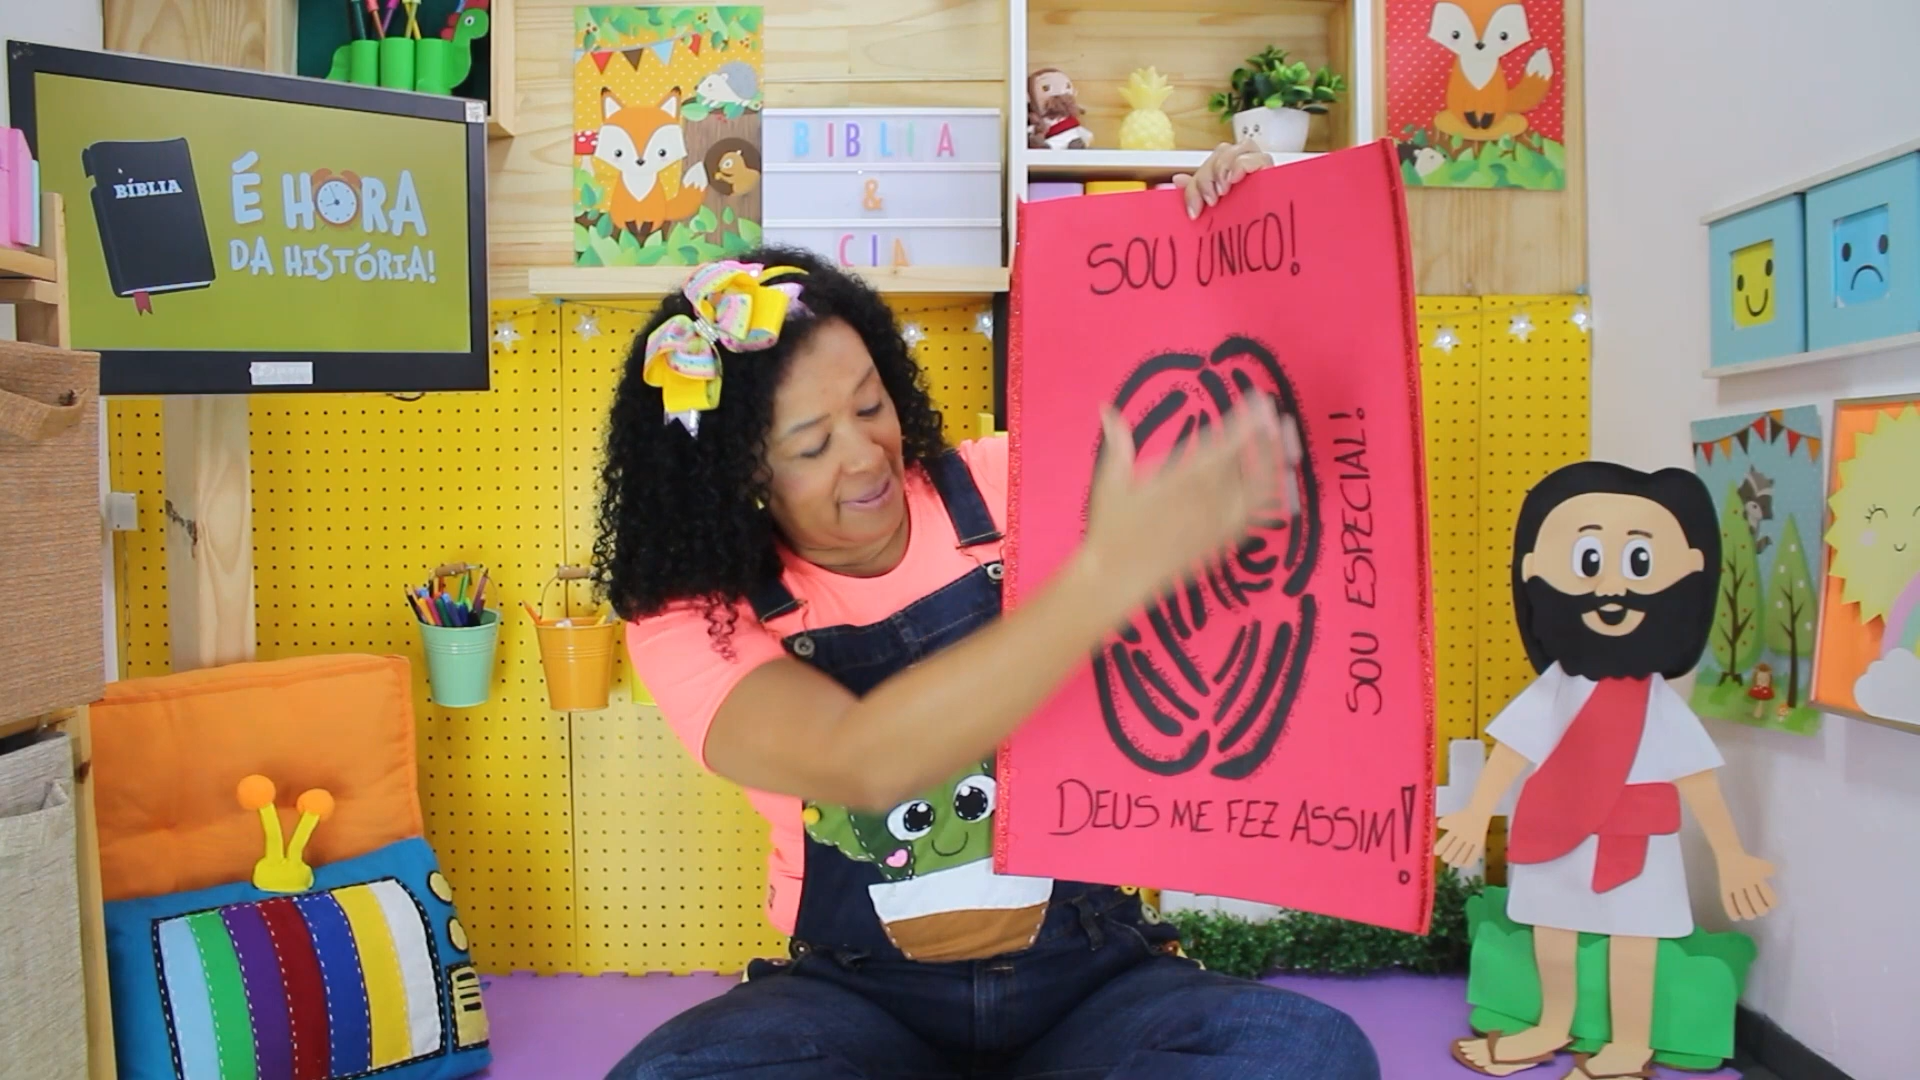 BÍBLIA
É HORA
DA HISTÓRIA!
BIBLIA
&
CIA
SOU ÚNICO!
SOU ESPECIAL!
DEUS ME FEZ ASSIM!